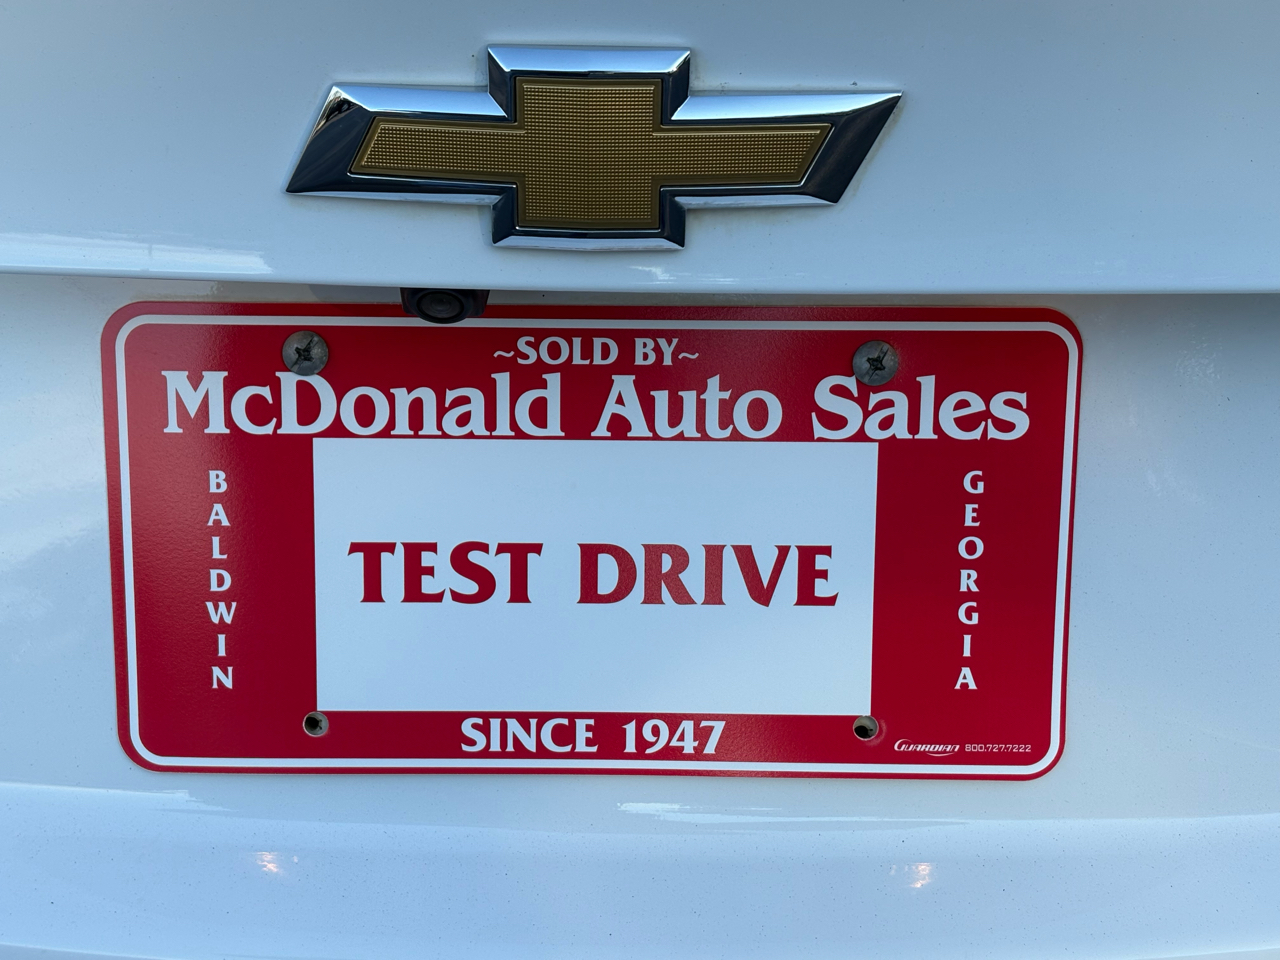 ~SOLD BY~
McDonald Auto Sales
BALDWIN
GEORGIA
TEST DRIVE
SINCE 1947
GUARDIAN 800.727.7222